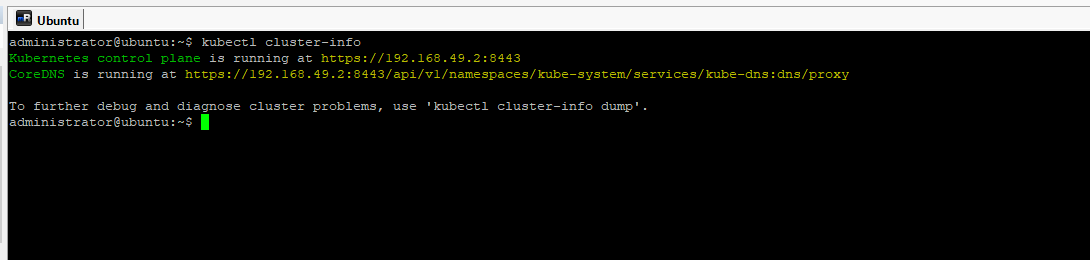 Ubuntu
administrator@ubuntu:~$ kubectl cluster-info
Kubernetes control plane is running at https://192.168.49.2:8443
CoreDNS is running at https://192.168.49.2:8443/api/v1/namespaces/kube-system/services/kube-dns:dns/proxy

To further debug and diagnose cluster problems, use 'kubectl cluster-info dump'.
administrator@ubuntu:~$